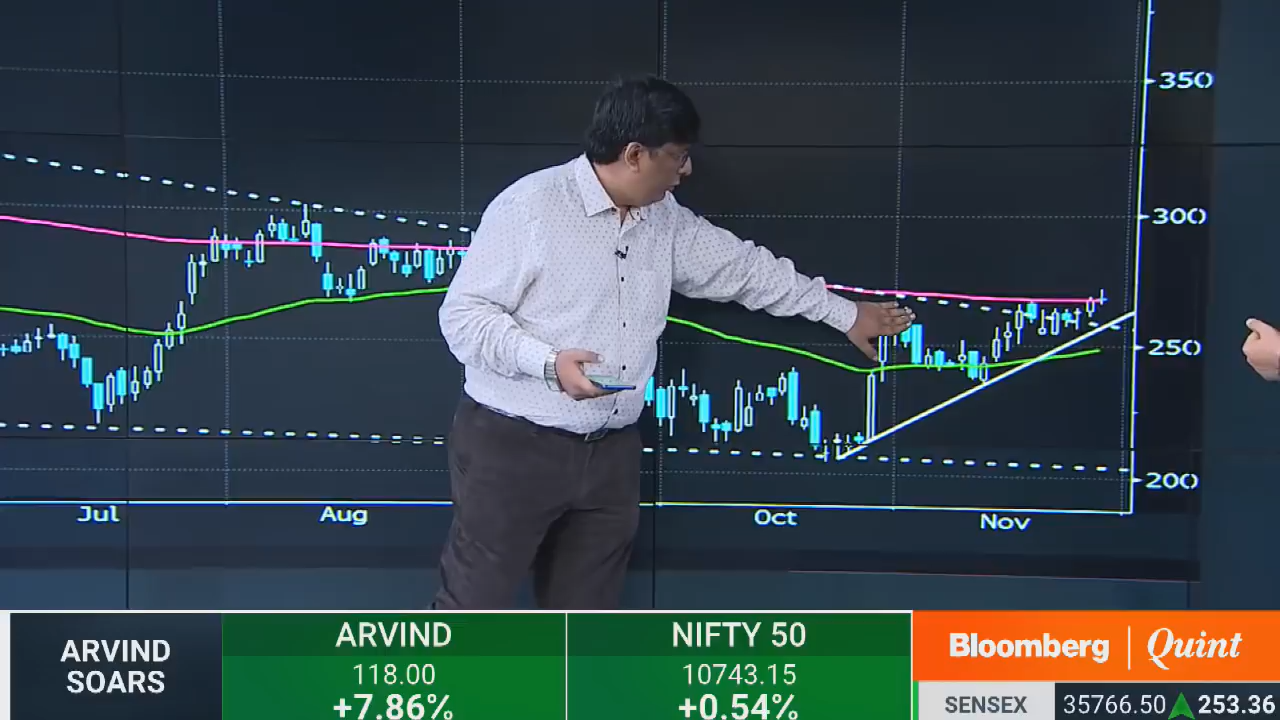 350
300
250
200
Jul Aug Oct Nov
ARVIND
SOARS
ARVIND
118.00
+7.86%
NIFTY 50
10743.15
+0.54%
Bloomberg | Quint
SENSEX 35766.50 253.36